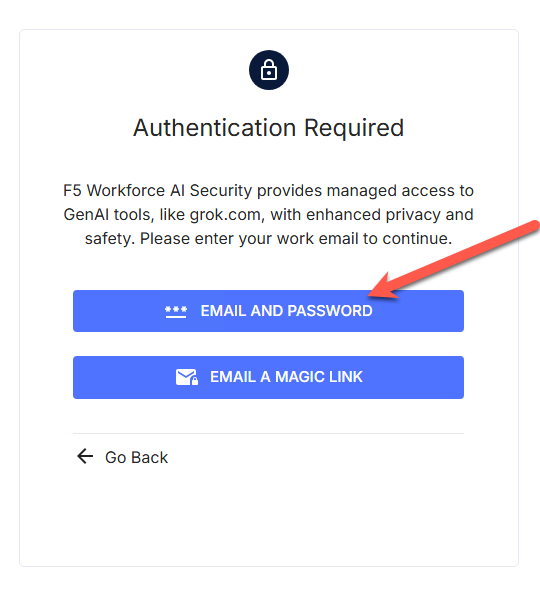 Authentication Required
F5 Workforce AI Security provides managed access to
GenAI tools, like grok.com, with enhanced privacy and
safety. Please enter your work email to continue.
*** EMAIL AND PASSWORD
EMAIL A MAGIC LINK
Go Back